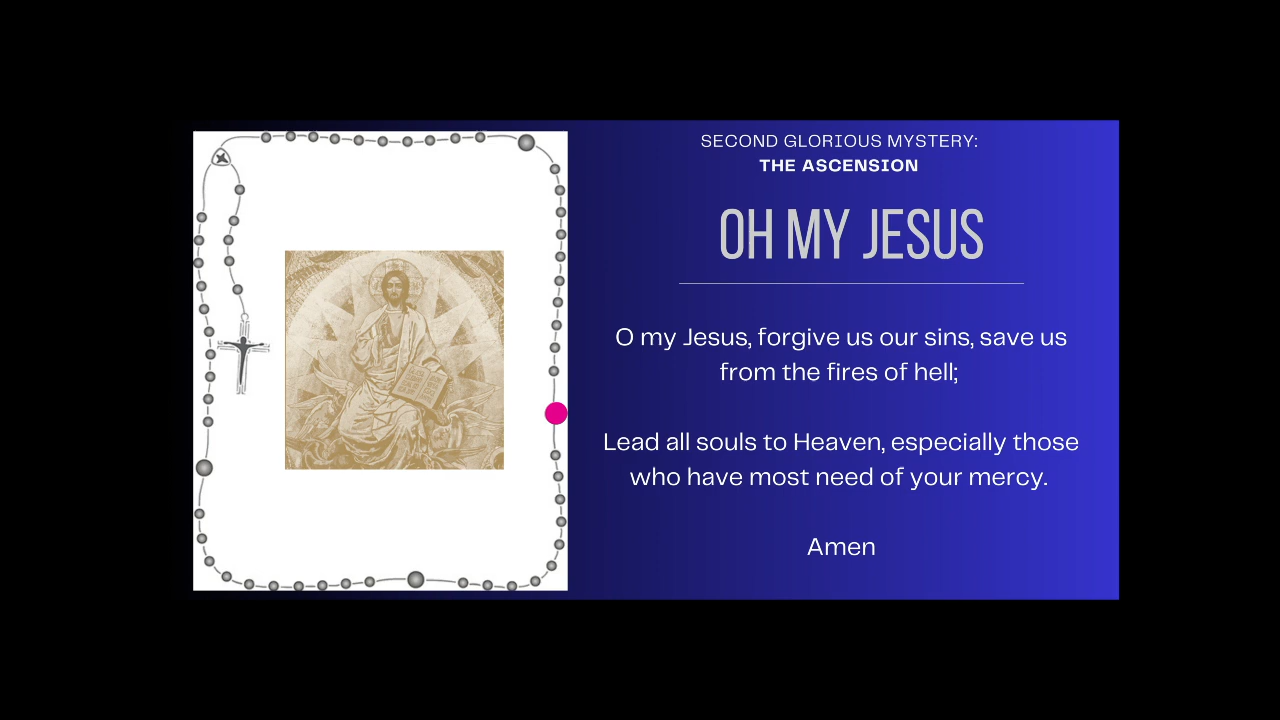 SECOND GLORIOUS MYSTERY:
THE ASCENSION
OH MY JESUS
O my Jesus, forgive us our sins, save us
from the fires of hell;
Lead all souls to Heaven, especially those
who have most need of your mercy.
Amen